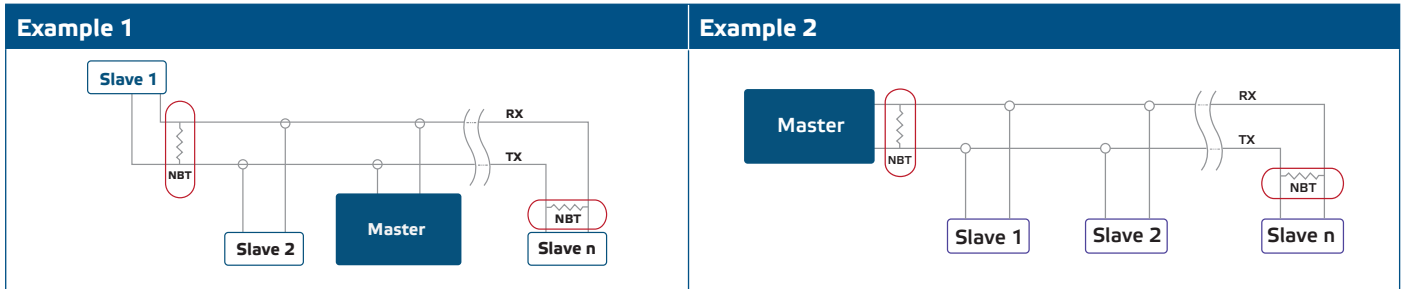 Example 1
Slave 1
RX
TX
NBT
NBT
Master
Slave 2
Slave n
Example 2
RX
Master
TX
NBT
NBT
Slave 1
Slave 2
Slave n